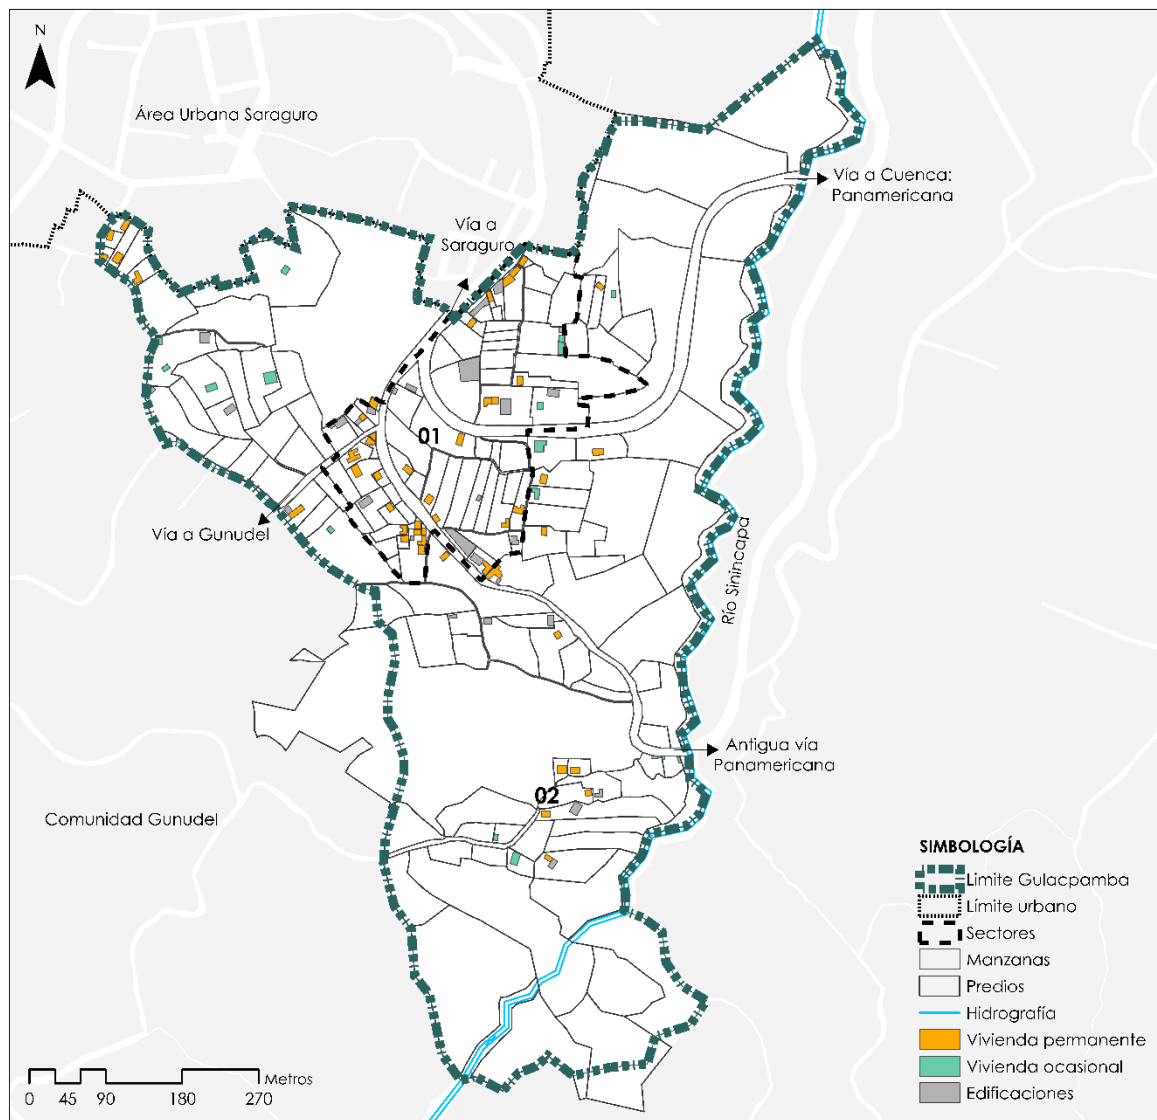 N
Área Urbana Saraguro
Vía a Cuenca:
Panamericana
Vía a
Saraguro
01
Vía a Gunudel
Río Sinincapa
Antigua vía
Panamericana
02
Comunidad Gunudel
SIMBOLOGÍA
Limite Gulacpamba
Límite urbano
Sectores
Manzanas
Predios
Hidrografía
Vivienda permanente
Vivienda ocasional
Edificaciones
Metros
0 45 90 180 270